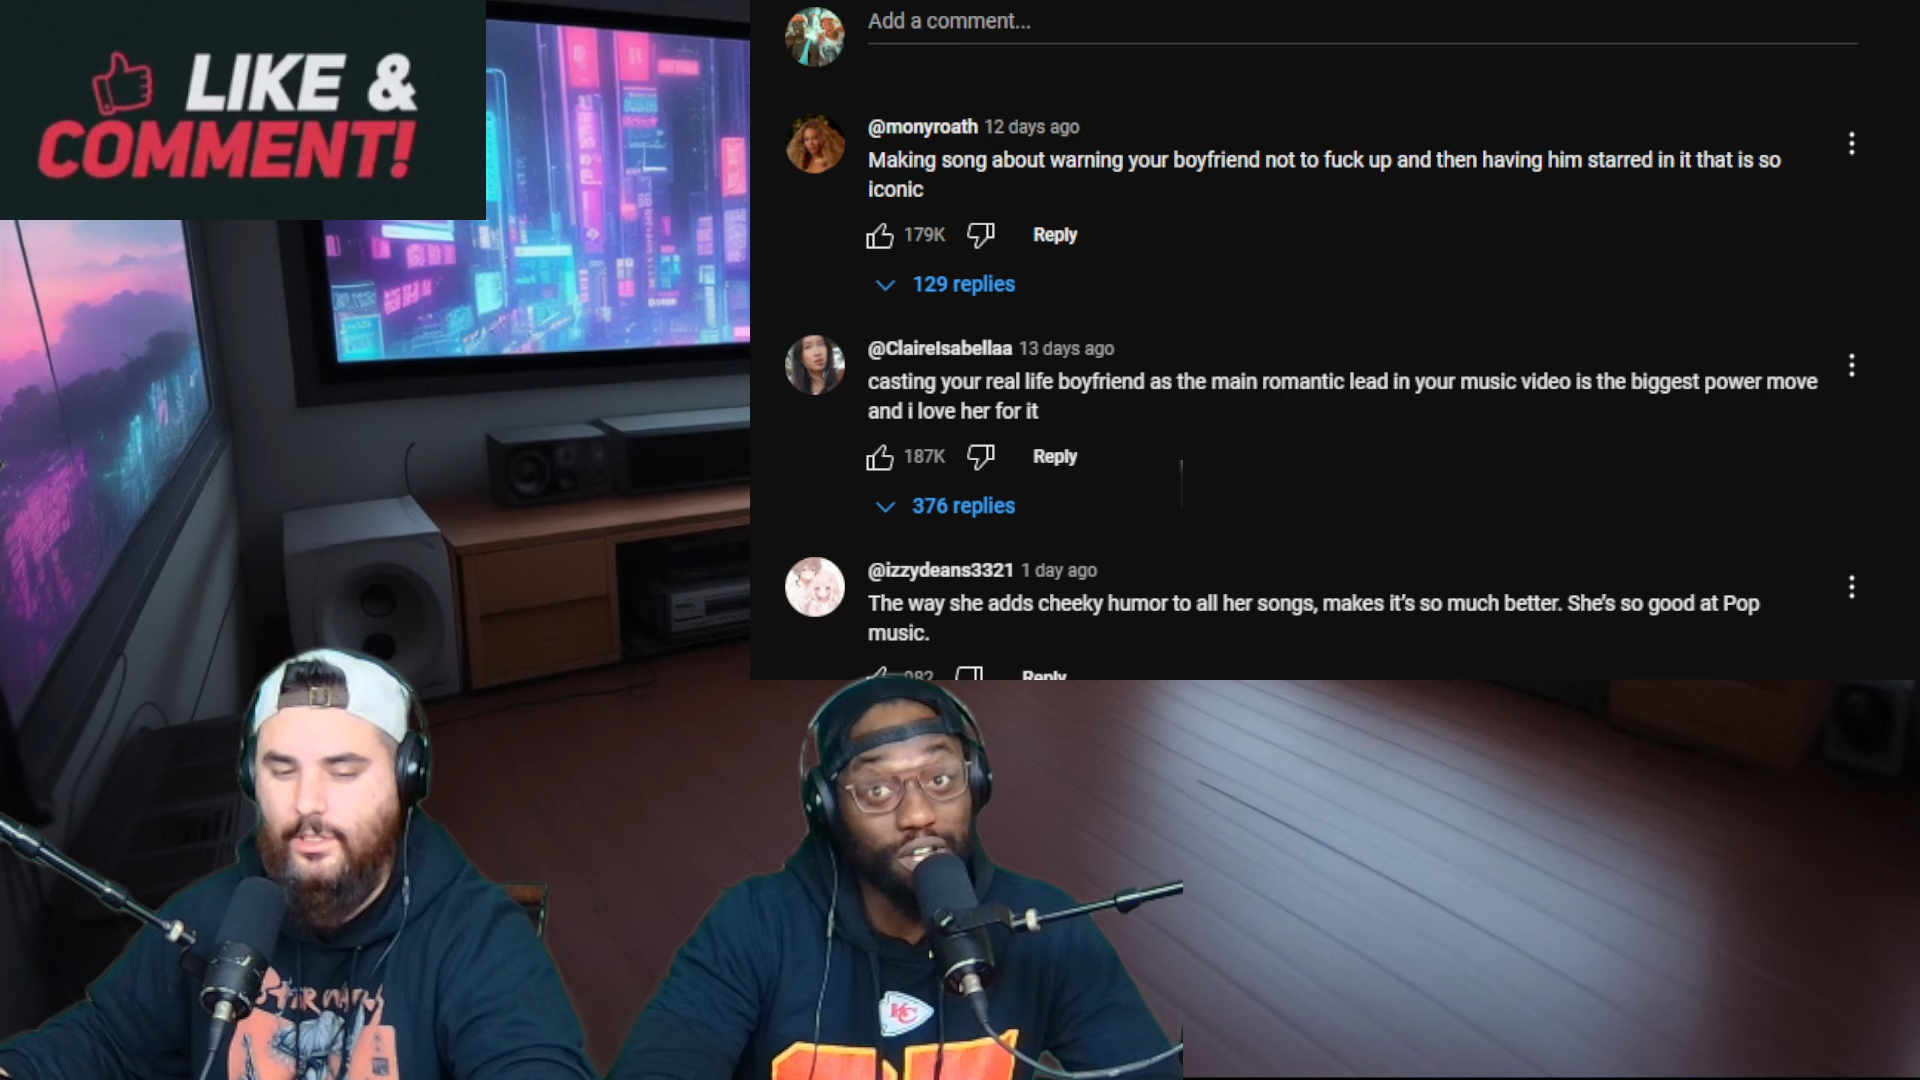 LIKE &
COMMENT!
Add a comment...
@monyroath 12 days ago
Making song about warning your boyfriend not to fuck up and then having him starred in it that is so
iconic
179K Reply
129 replies
@ClaireIsabellaa 13 days ago
casting your real life boyfriend as the main romantic lead in your music video is the biggest power move
and i love her for it
187K Reply
376 replies
@izzydeans3321 1 day ago
The way she adds cheeky humor to all her songs, makes it's so much better. She's so good at Pop
music.
982 Reply
STAR WARS
KC